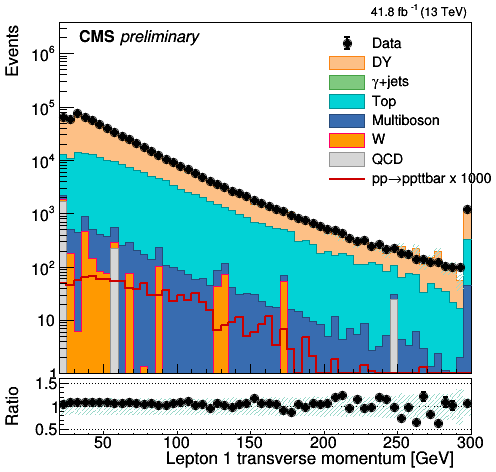 41.8 fb⁻¹ (13 TeV)
CMS preliminary
Events
10⁶
10⁵
10⁴
10³
10²
10
1
Data
DY
γ+jets
Top
Multiboson
W
QCD
pp→ppttbar x 1000
Ratio
1.5
1
0.5
50 100 150 200 250 300
Lepton 1 transverse momentum [GeV]